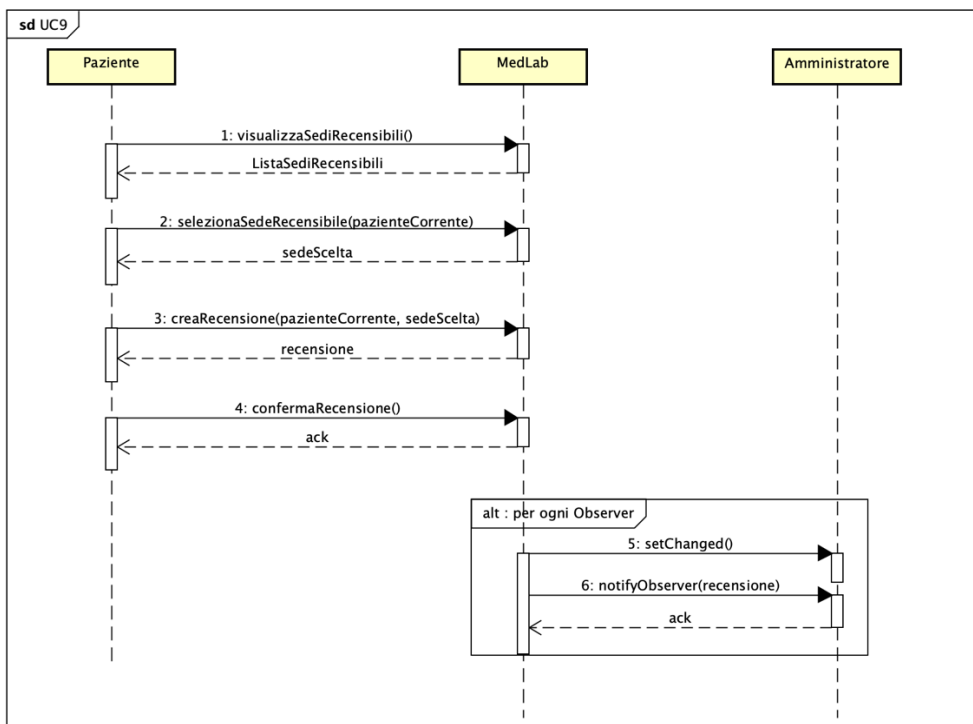 sd UC9
Paziente
MedLab
Amministratore
1: visualizzaSediRecensibili()
ListaSediRecensibili
2: selezionaSedeRecensibile(pazienteCorrente)
sedeScelta
3: creaRecensione(pazienteCorrente, sedeScelta)
recensione
4: confermaRecensione()
ack
alt : per ogni Observer
5: setChanged()
6: notifyObserver(recensione)
ack